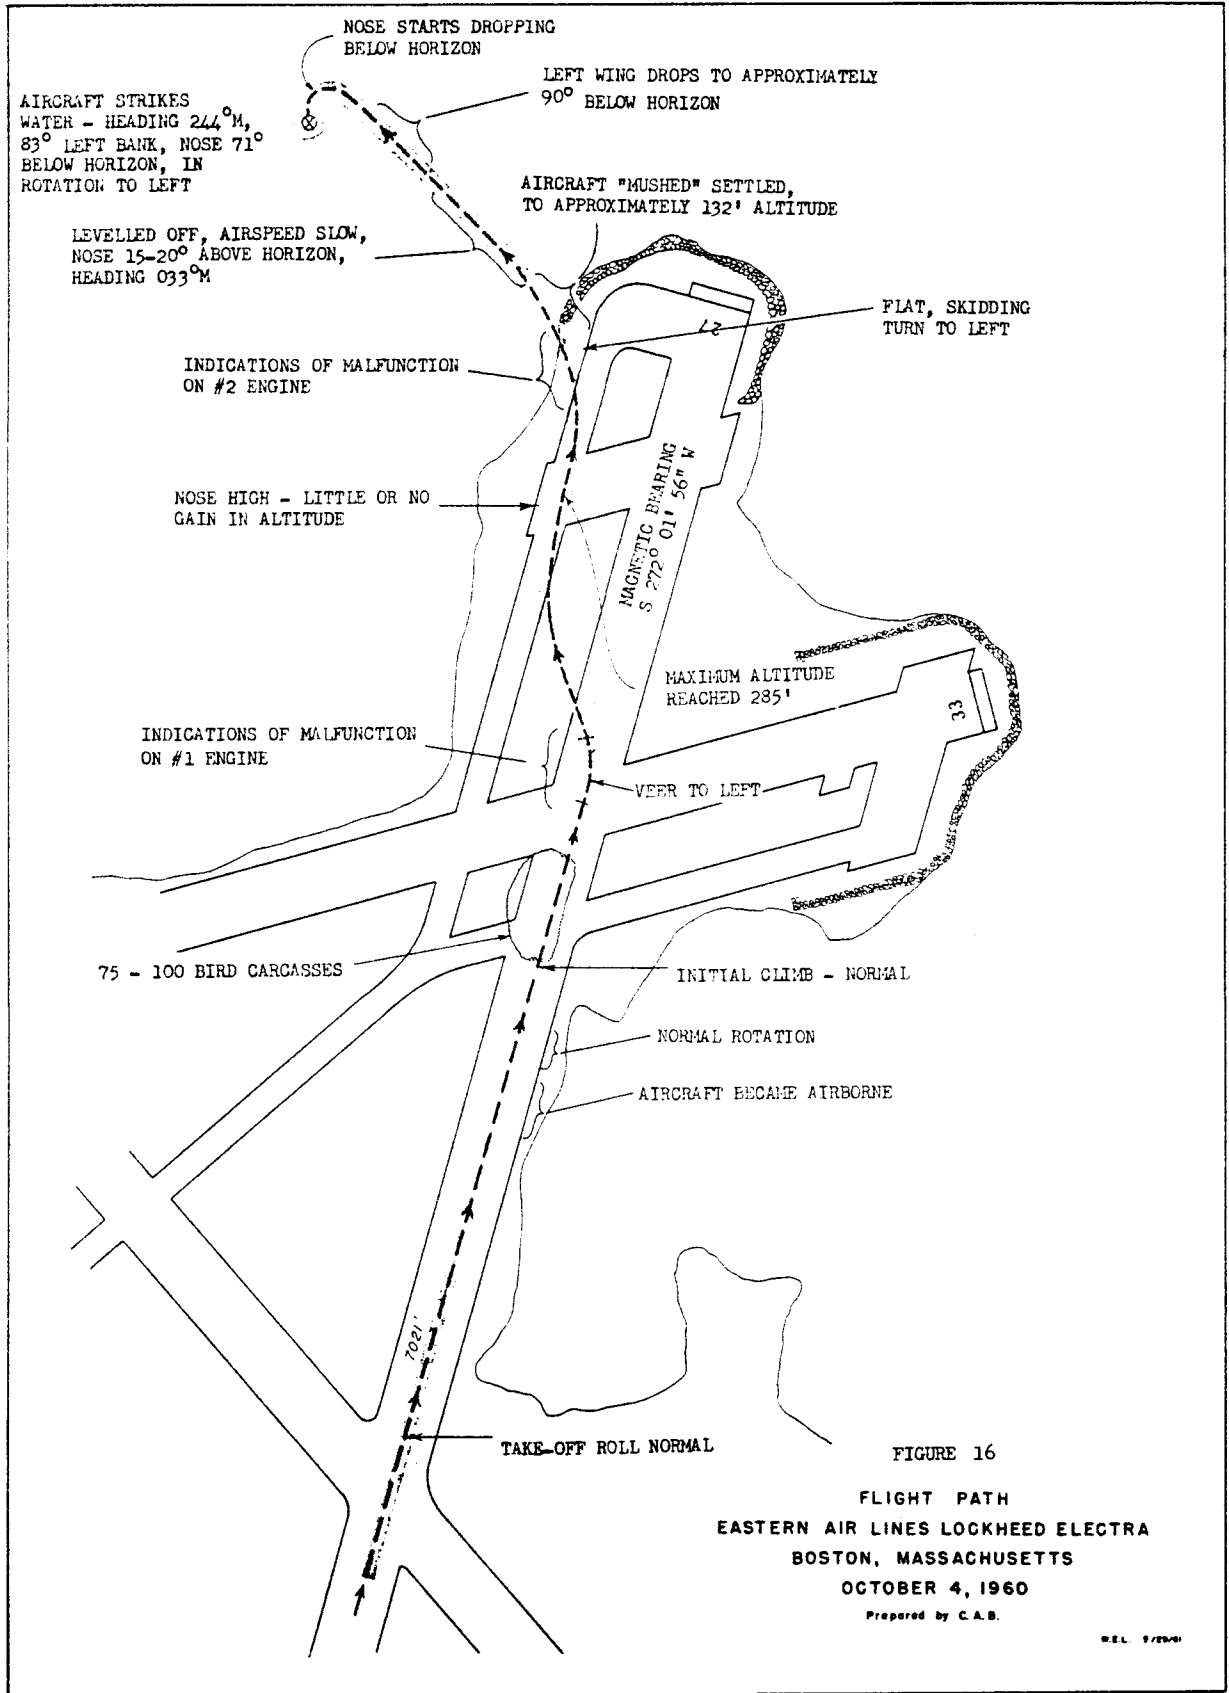 NOSE STARTS DROPPING
BELOW HORIZON
LEFT WING DROPS TO APPROXIMATELY
90° BELOW HORIZON
AIRCRAFT STRIKES
WATER - HEADING 244°M,
83° LEFT BANK, NOSE 71°
BELOW HORIZON, IN
ROTATION TO LEFT
AIRCRAFT "MUSHED" SETTLED,
TO APPROXIMATELY 132' ALTITUDE
LEVELLED OFF, AIRSPEED SLOW,
NOSE 15-20° ABOVE HORIZON,
HEADING 033°M
FLAT, SKIDDING
TURN TO LEFT
27
INDICATIONS OF MALFUNCTION
ON #2 ENGINE
NOSE HIGH - LITTLE OR NO
GAIN IN ALTITUDE
MAGNETIC BEARING
S 272° 01' 56" W
MAXIMUM ALTITUDE
REACHED 285'
33
INDICATIONS OF MALFUNCTION
ON #1 ENGINE
VEER TO LEFT
75 - 100 BIRD CARCASSES
INITIAL CLIMB - NORMAL
NORMAL ROTATION
AIRCRAFT BECAME AIRBORNE
7021'
TAKE-OFF ROLL NORMAL
FIGURE 16
FLIGHT PATH
EASTERN AIR LINES LOCKHEED ELECTRA
BOSTON, MASSACHUSETTS
OCTOBER 4, 1960
Prepared by C.A.B.
W.E.L. 9/29/61